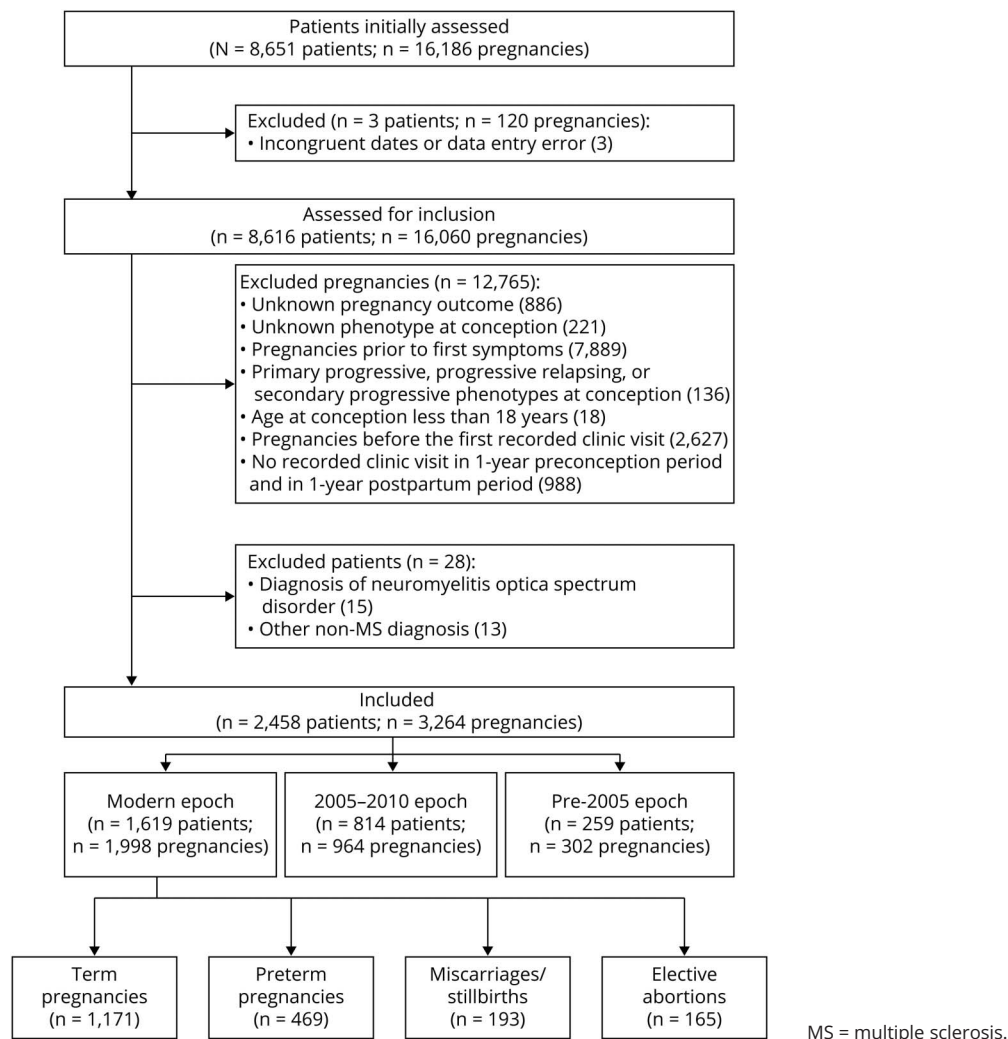 Patients initially assessed
(N = 8,651 patients; n = 16,186 pregnancies)
Excluded (n = 3 patients; n = 120 pregnancies):
• Incongruent dates or data entry error (3)
Assessed for inclusion
(n = 8,616 patients; n = 16,060 pregnancies)
Excluded pregnancies (n = 12,765):
• Unknown pregnancy outcome (886)
• Unknown phenotype at conception (221)
• Pregnancies prior to first symptoms (7,889)
• Primary progressive, progressive relapsing, or
secondary progressive phenotypes at conception (136)
• Age at conception less than 18 years (18)
• Pregnancies before the first recorded clinic visit (2,627)
• No recorded clinic visit in 1-year preconception period
and in 1-year postpartum period (988)
Excluded patients (n = 28):
• Diagnosis of neuromyelitis optica spectrum
disorder (15)
• Other non-MS diagnosis (13)
Included
(n = 2,458 patients; n = 3,264 pregnancies)
Modern epoch
(n = 1,619 patients;
n = 1,998 pregnancies)
2005–2010 epoch
(n = 814 patients;
n = 964 pregnancies)
Pre-2005 epoch
(n = 259 patients;
n = 302 pregnancies)
Term
pregnancies
(n = 1,171)
Preterm
pregnancies
(n = 469)
Miscarriages/
stillbirths
(n = 193)
Elective
abortions
(n = 165)
MS = multiple sclerosis.